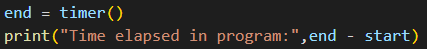 end = timer()
print("Time elapsed in program:",end - start)